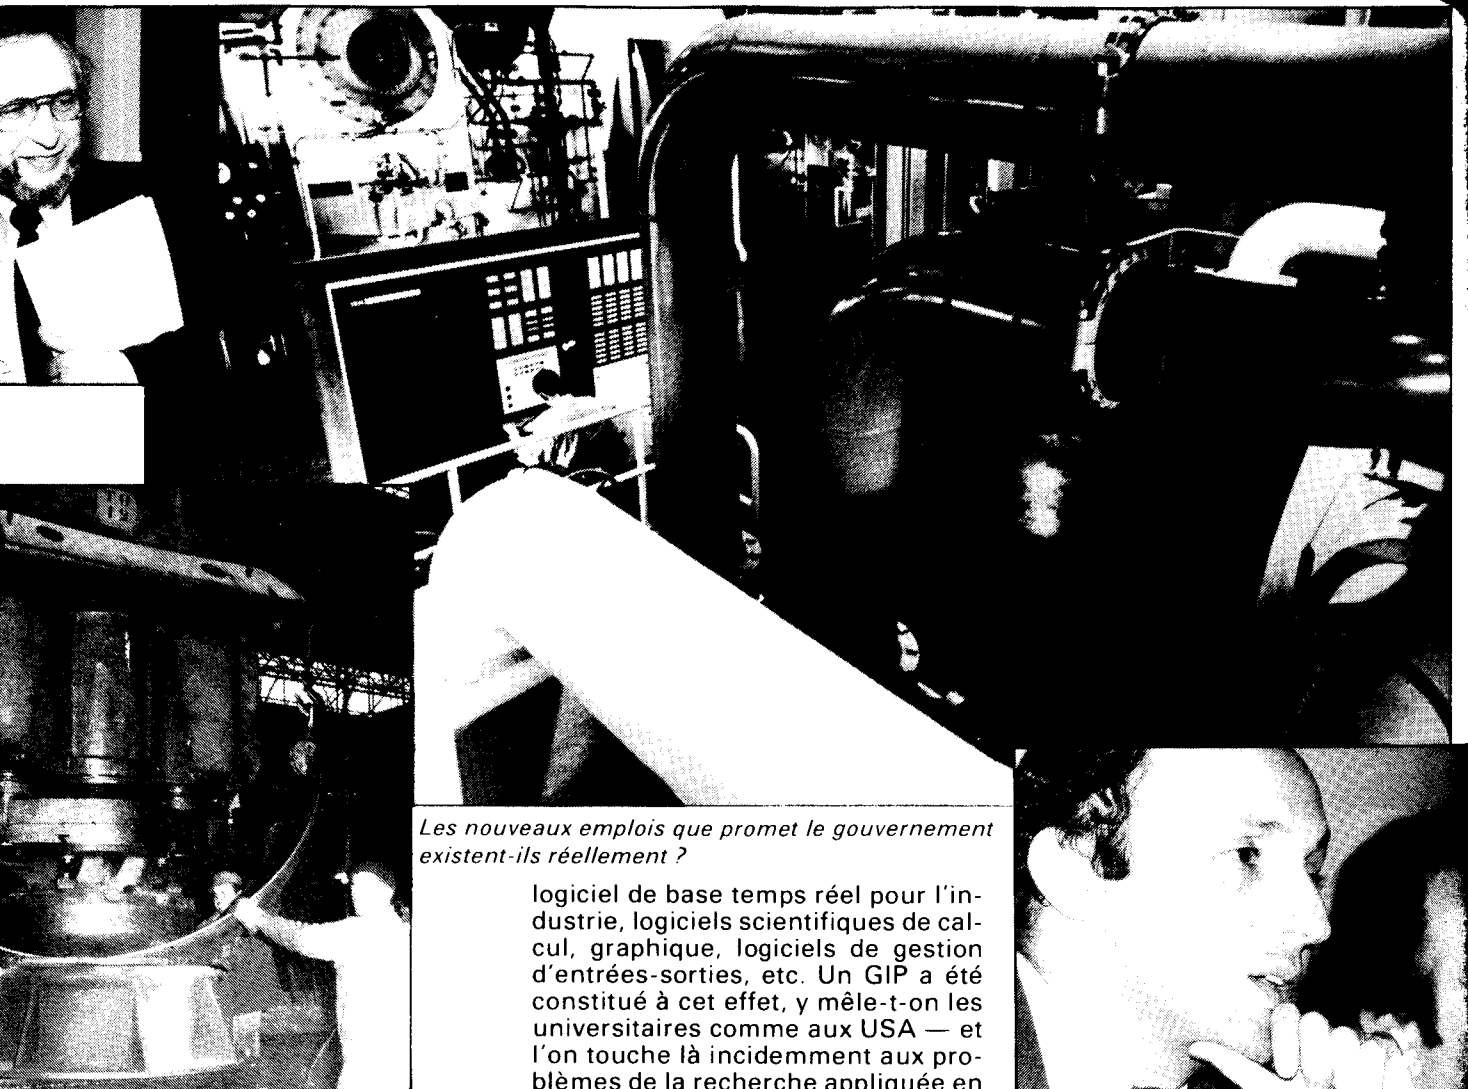 Les nouveaux emplois que promet le gouvernement
existent-ils réellement ?
logiciel de base temps réel pour l'in-
dustrie, logiciels scientifiques de cal-
cul, graphique, logiciels de gestion
d'entrées-sorties, etc. Un GIP a été
constitué à cet effet, y mêle-t-on les
universitaires comme aux USA — et
l'on touche là incidemment aux pro-
blèmes de la recherche appliquée en